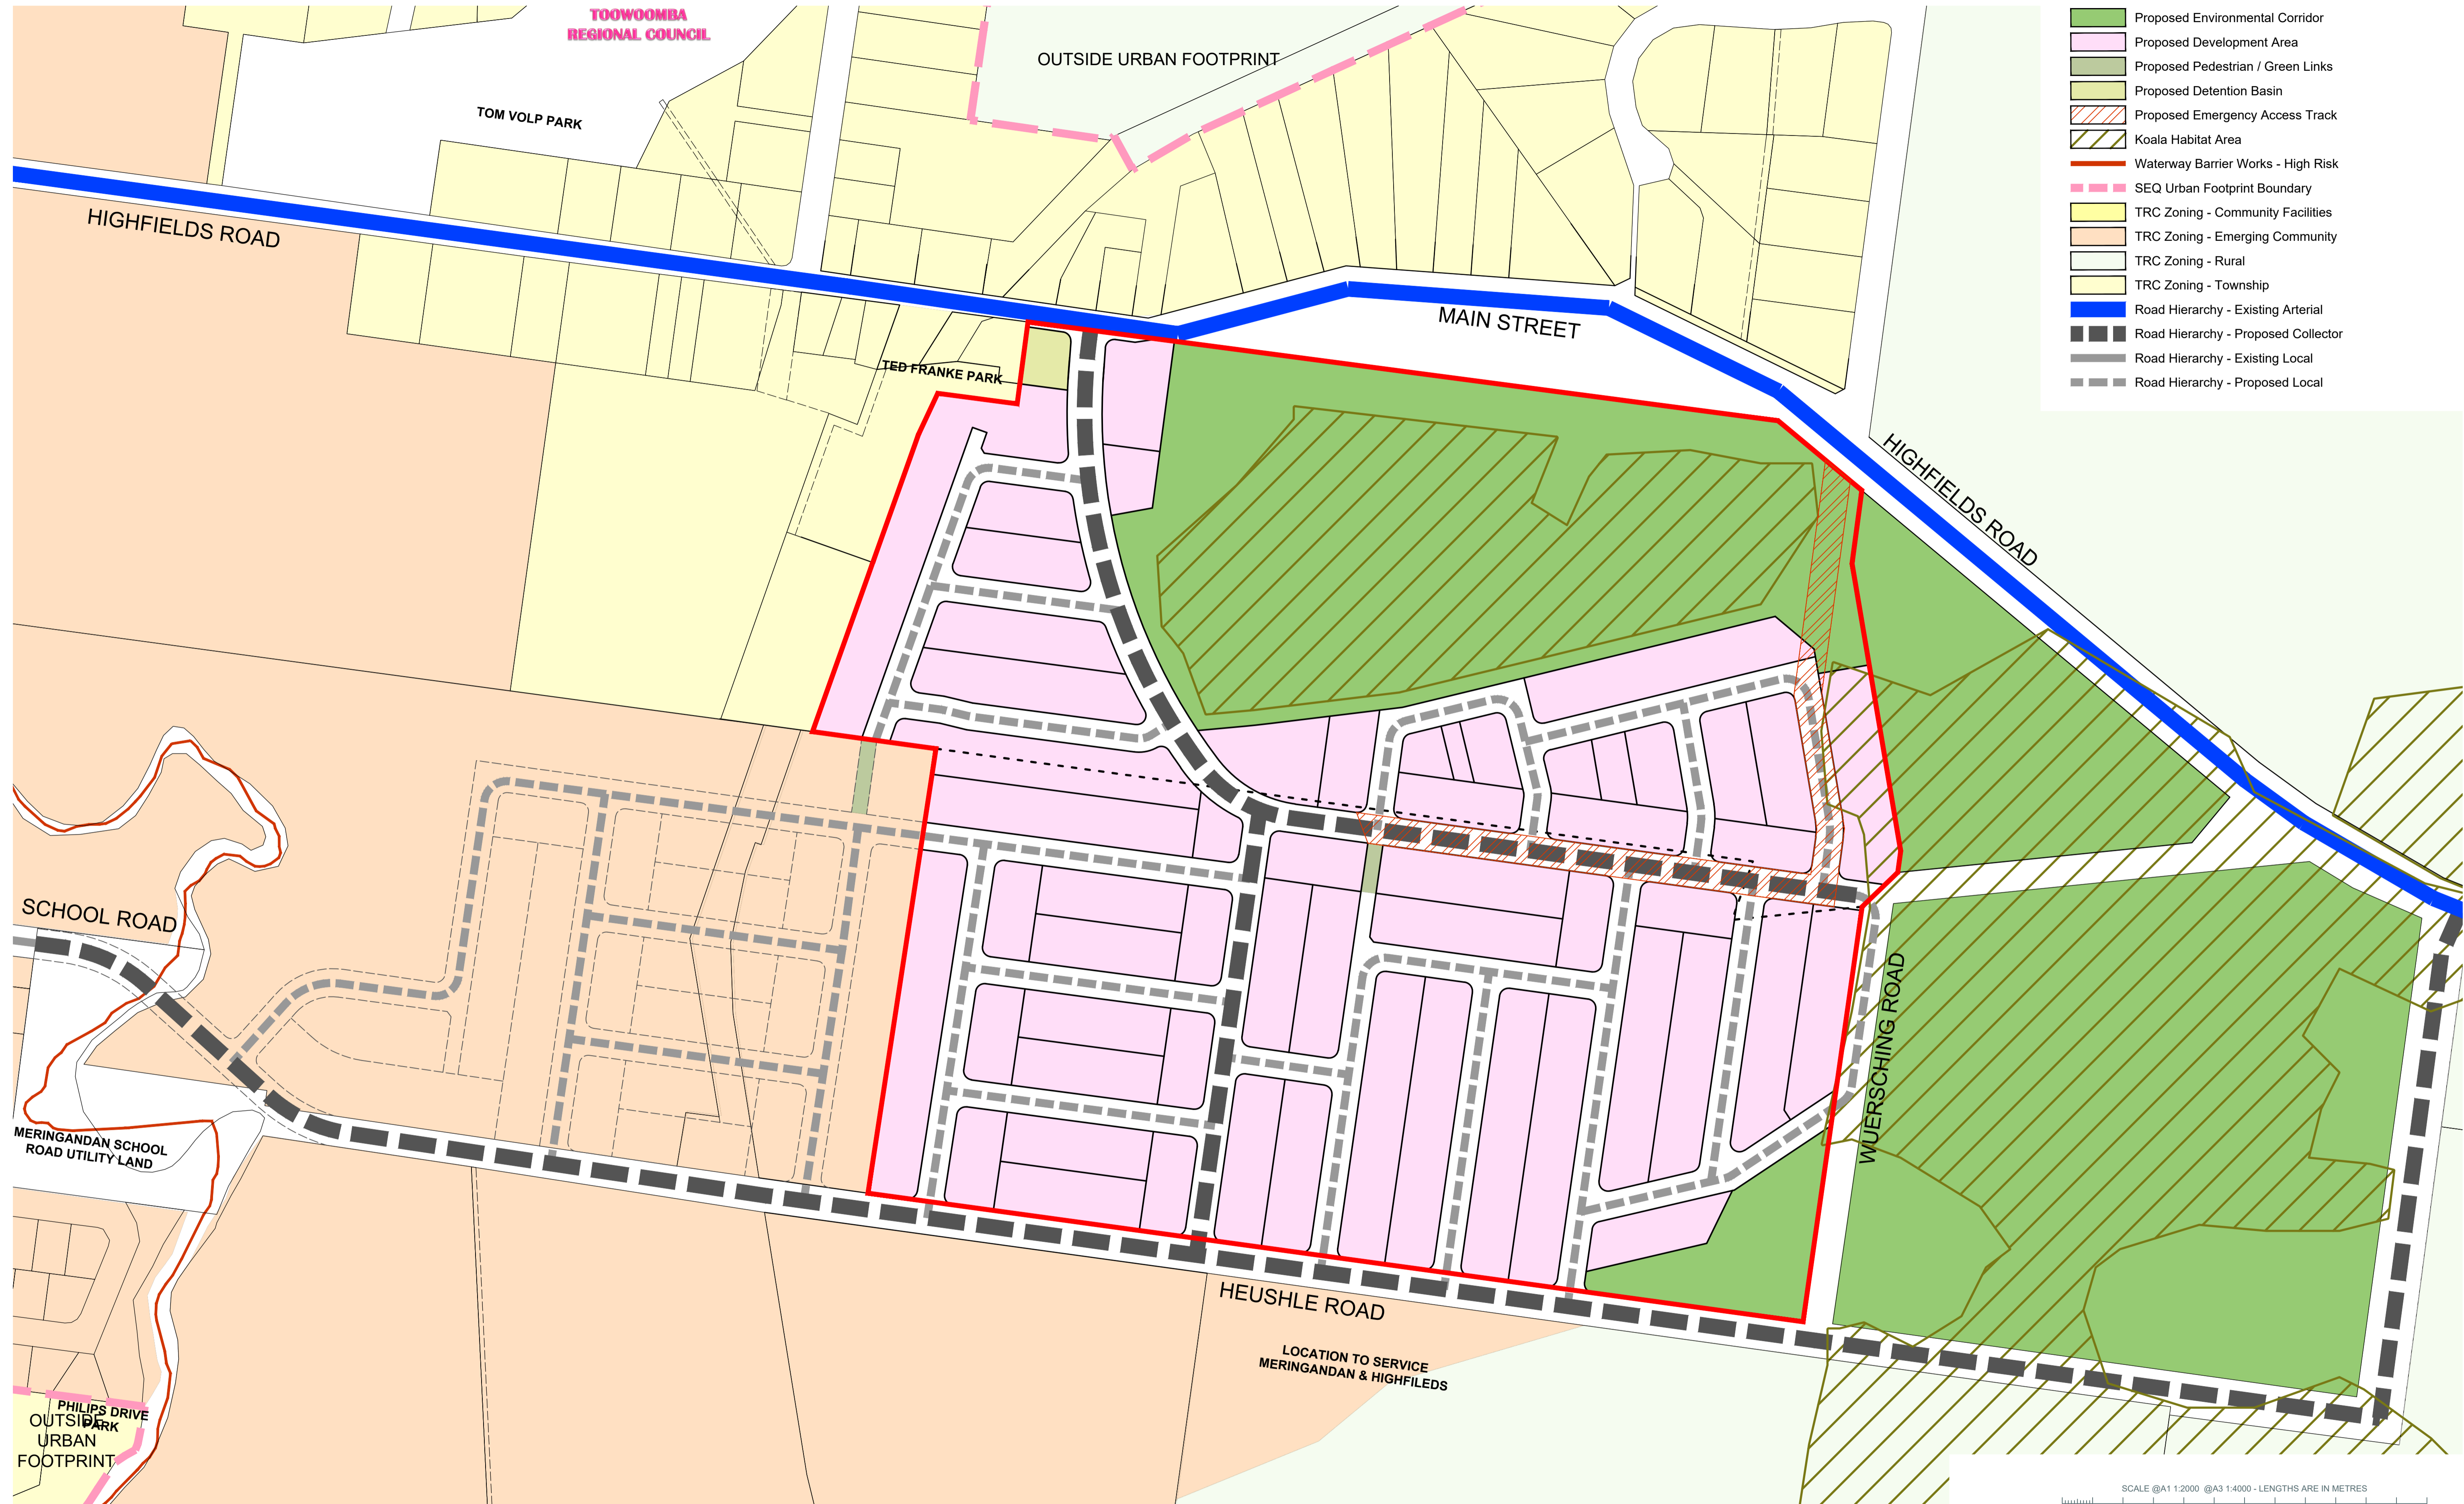 TOOWOOMBA
REGIONAL COUNCIL
OUTSIDE URBAN FOOTPRINT
TOM VOLP PARK
HIGHFIELDS ROAD
MAIN STREET
TED FRANKE PARK
HIGHFIELDS ROAD
Proposed Environmental Corridor
Proposed Development Area
Proposed Pedestrian / Green Links
Proposed Detention Basin
Proposed Emergency Access Track
Koala Habitat Area
Waterway Barrier Works - High Risk
SEQ Urban Footprint Boundary
TRC Zoning - Community Facilities
TRC Zoning - Emerging Community
TRC Zoning - Rural
TRC Zoning - Township
Road Hierarchy - Existing Arterial
Road Hierarchy - Proposed Collector
Road Hierarchy - Existing Local
Road Hierarchy - Proposed Local
SCHOOL ROAD
WUERSCHING ROAD
MERINGANDAN SCHOOL
ROAD UTILITY LAND
HEUSHLE ROAD
LOCATION TO SERVICE
MERINGANDAN & HIGHFILEDS
PHILIPS DRIVE
PARK
OUTSIDE
URBAN
FOOTPRINT
SCALE @A1 1:2000 @A3 1:4000 - LENGTHS ARE IN METRES